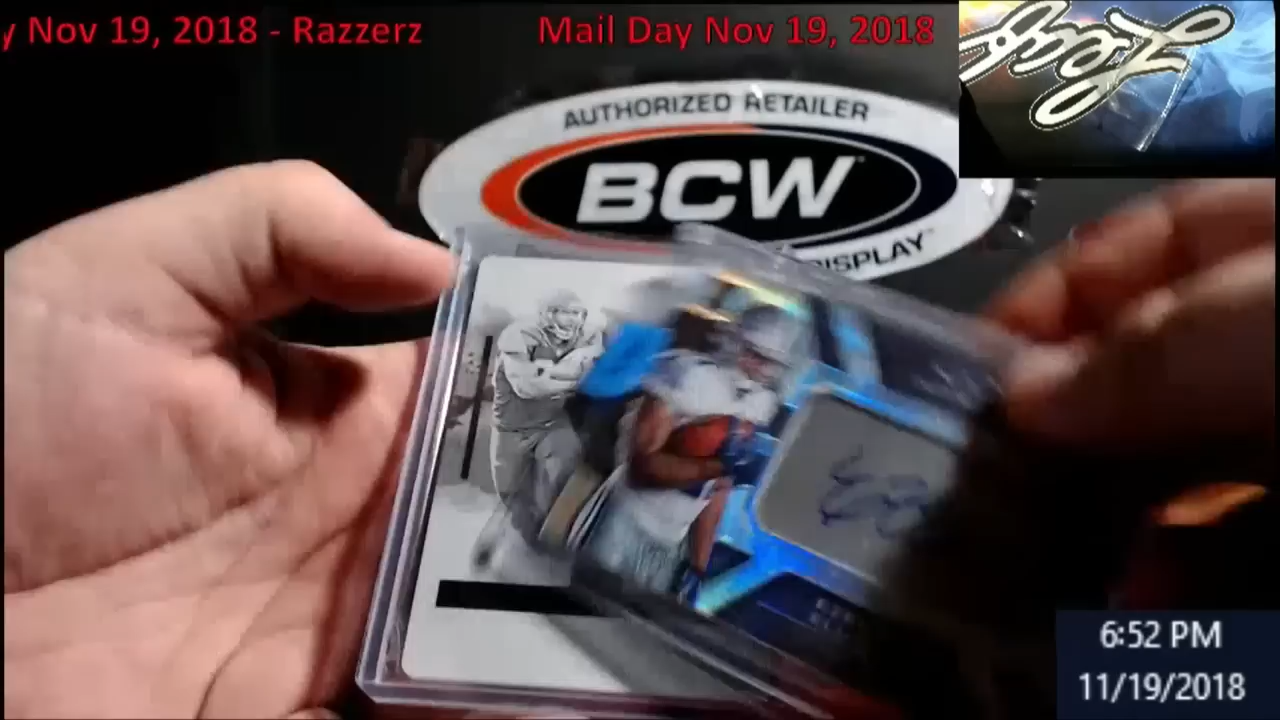 y Nov 19, 2018 - Razzerz
Mail Day Nov 19, 2018
Leaf
AUTHORIZED RETAILER
BCW
DISPLAY
6:52 PM
11/19/2018